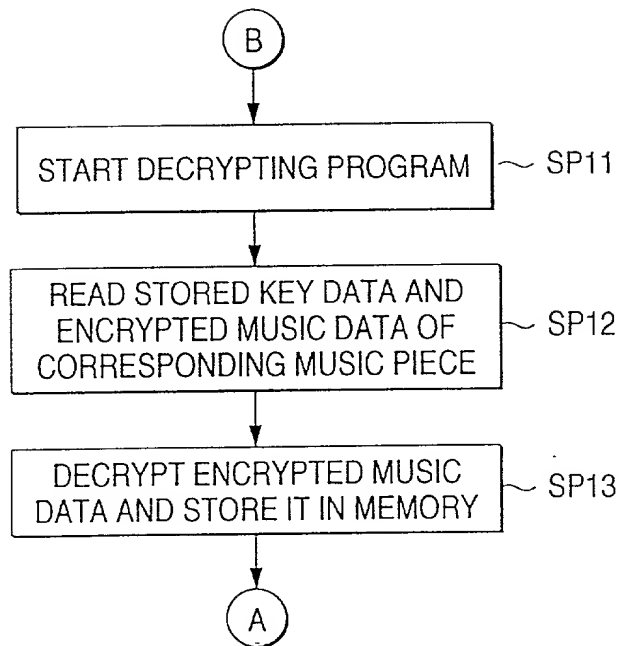 B
START DECRYPTING PROGRAM
SP11
READ STORED KEY DATA AND
ENCRYPTED MUSIC DATA OF
CORRESPONDING MUSIC PIECE
SP12
DECRYPT ENCRYPTED MUSIC
DATA AND STORE IT IN MEMORY
SP13
A